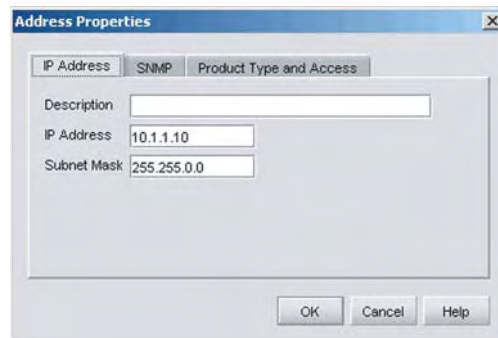 Address Properties
IP Address SNMP Product Type and Access
Description
IP Address 10.1.1.10
Subnet Mask 255.255.0.0
OK Cancel Help